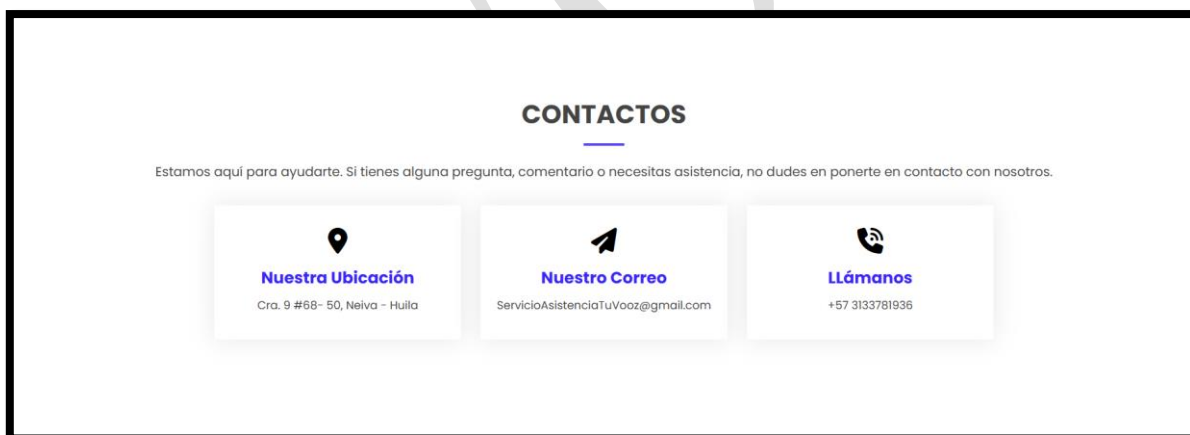 CONTACTOS
Estamos aquí para ayudarte. Si tienes alguna pregunta, comentario o necesitas asistencia, no dudes en ponerte en contacto con nosotros.
Nuestra Ubicación
Cra. 9 #68- 50, Neiva - Huila
Nuestro Correo
ServicioAsistenciaTuVooz@gmail.com
LLámanos
+57 3133781936